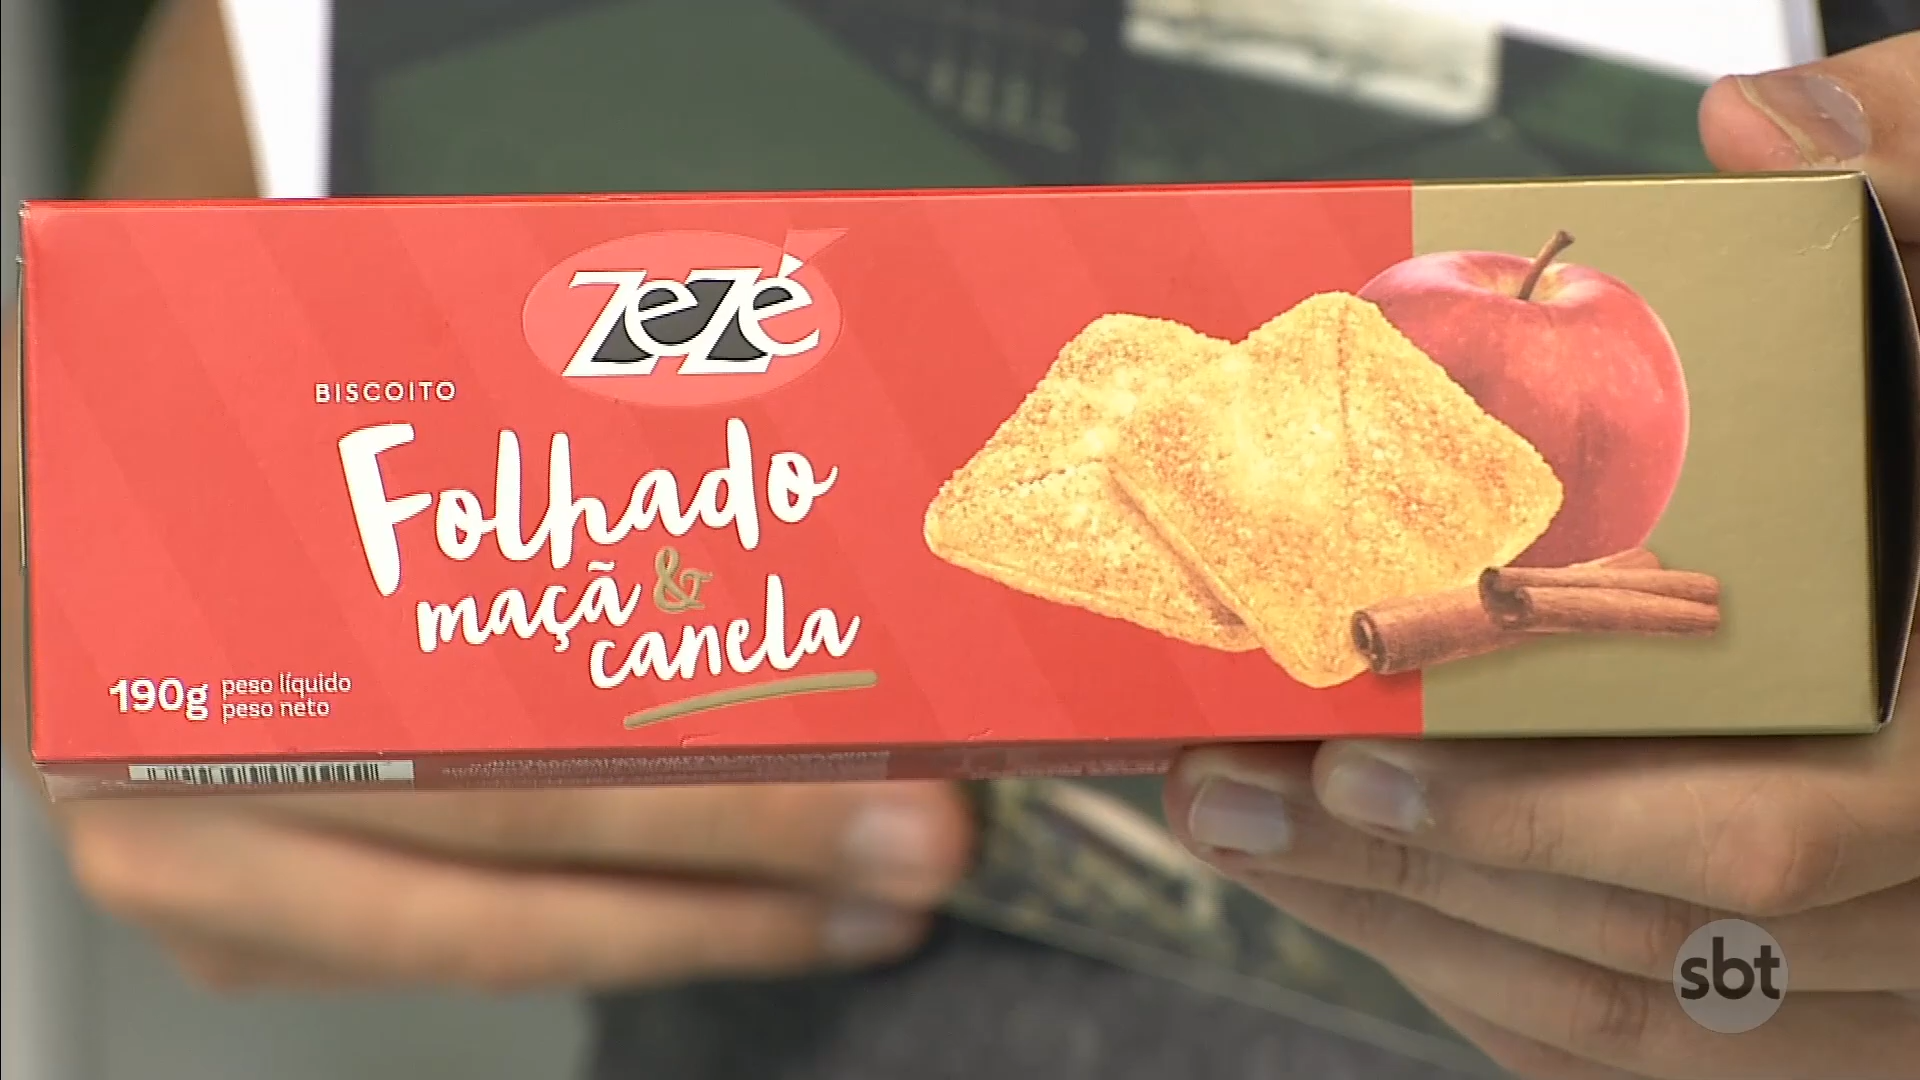 zezé
BISCOITO
Folhado
maçã &
canela
190g peso líquido
peso neto
sbt